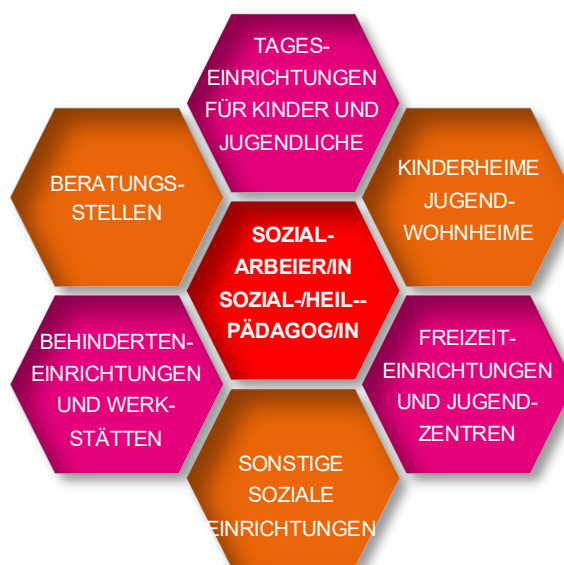 TAGES-
EINRICHTUNGEN
FÜR KINDER UND
JUGENDLICHE
BERATUNGS-
STELLEN
KINDERHEIME
JUGEND-
WOHNHEIME
SOZIAL-
ARBEIER/IN
SOZIAL-/HEIL--
PÄDAGOG/IN
BEHINDERTEN-
EINRICHTUNGEN
UND WERK-
STÄTTEN
FREIZEIT-
EINRICHTUNGEN
UND JUGEND-
ZENTREN
SONSTIGE
SOZIALE
EINRICHTUNGEN